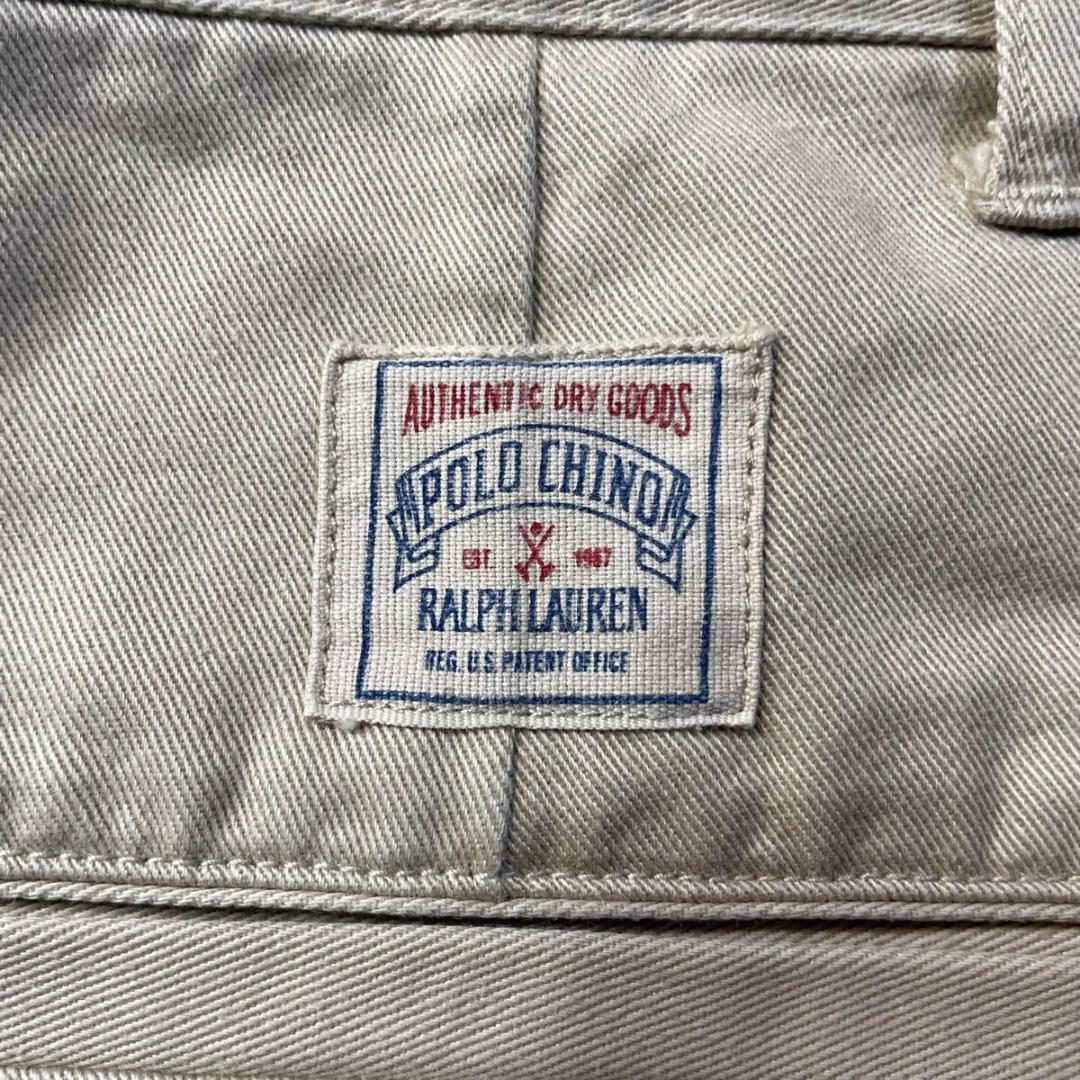 AUTHENTIC DRY GOODS
POLO CHINO
EST. 1967
RALPH LAUREN
REG. U.S. PATENT OFFICE